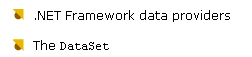 .NET Framework data providers
The DataSet